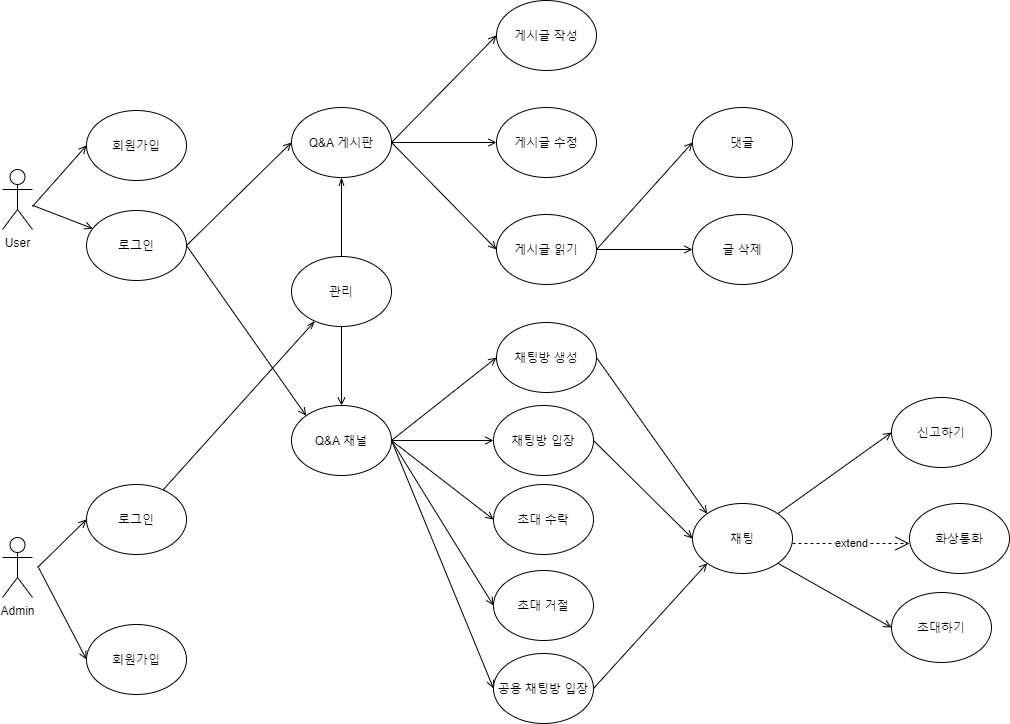 게시글 작성
회원가입
Q&A 게시판
게시글 수정
댓글
User
로그인
게시글 읽기
글 삭제
관리
채팅방 생성
Q&A 채널
채팅방 입장
신고하기
로그인
초대 수락
채팅
extend
화상통화
Admin
초대 거절
초대하기
회원가입
공용 채팅방 입장